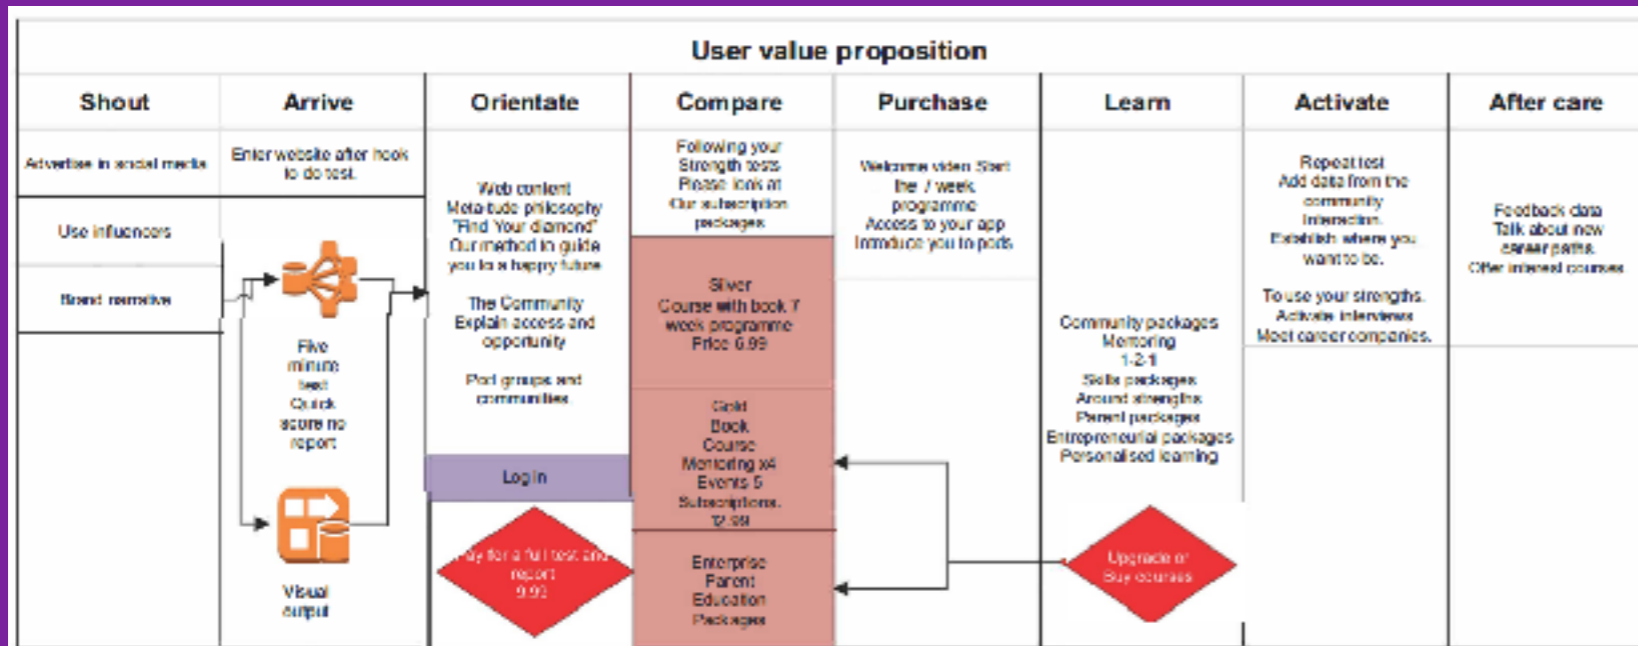 User value proposition
Shout
Arrive
Orientate
Compare
Purchase
Learn
Activate
After care
Advertise in social media
Use influencers
Brand narrative
Enter website after hook
to do test.
Five
minute
test
Quick
score no
report
Visual
output
Web content
Metatude philosophy
"Find Your diamond"
Our method to guide
you to a happy future
The Community
Explain access and
opportunity
Pod groups and
communities
Login
ay for a full test and
report
9.99
Following your
Strength tests
Please look at
Our subscription
packages
Silver
Course with book 7
week programme
Price 6.99
Gold
Book
Course
Mentoring x4
Events 5
Subscriptions.
12.99
Enterprise
Parent
Education
Packages
Welcome video Start
the 7 week
programme
Access to your app
Introduce you to pods
Community packages
Mentoring
1-2-1
Skills packages
Around strengths
Parent packages
Entrepreneurial packages
Personalised learning
Upgrade or
Buy courses
Repeat test
Add data from the
community
Interaction.
Establish where you
want to be.
To use your strengths.
Activate interviews
Meet career companies.
Feedback data
Talk about new
career paths.
Offer interest courses